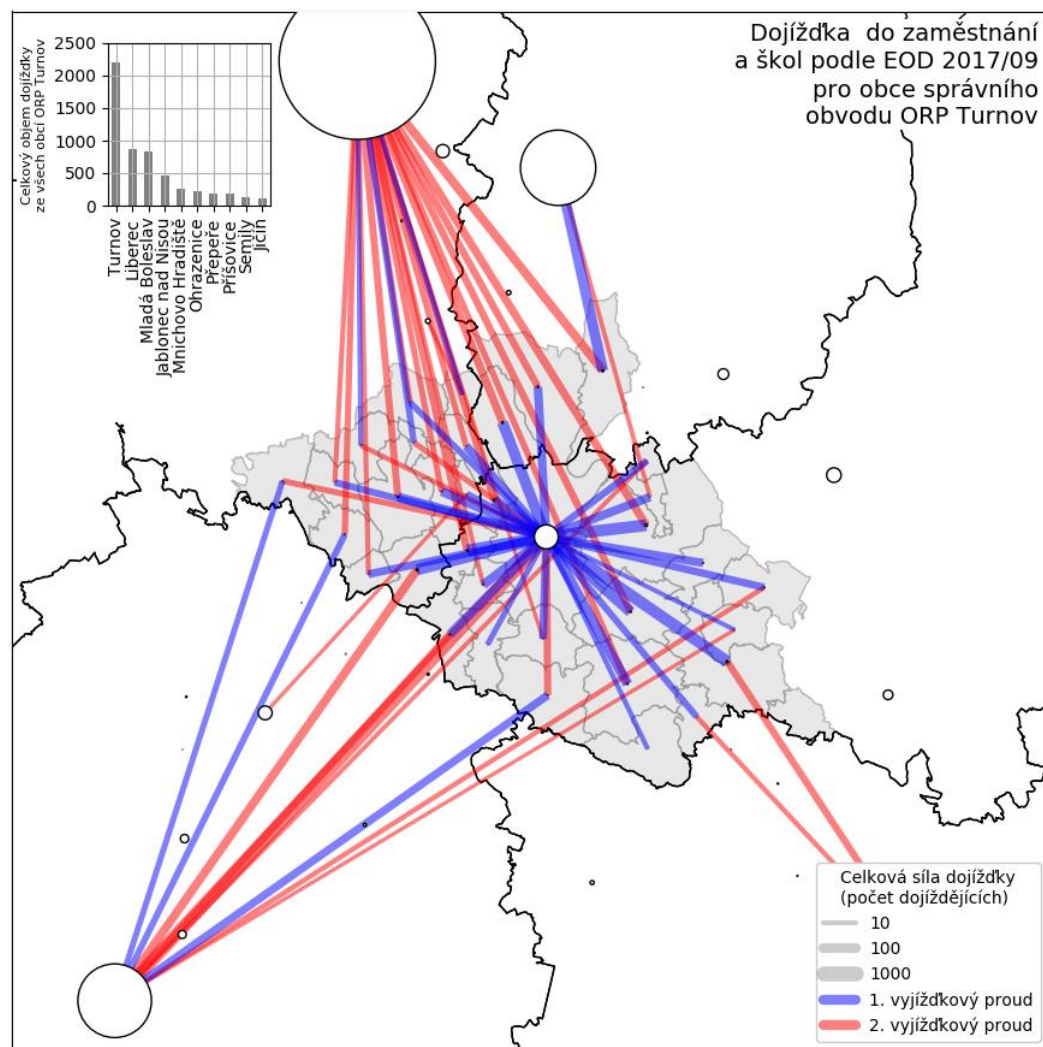 Dojížďka  do zaměstnání
a škol podle EOD 2017/09
pro obce správního
obvodu ORP Turnov
Celkový objem dojížďky
ze všech obcí ORP Turnov
2500
2000
1500
1000
500
0
Turnov
Liberec
Mladá Boleslav
Jablonec nad Nisou
Mnichovo Hradiště
Ohrazenice
Přepeře
Příšovice
Semily
Jičín
Celková síla dojížďky
(počet dojíždějících)
10
100
1000
1. vyjížďkový proud
2. vyjížďkový proud